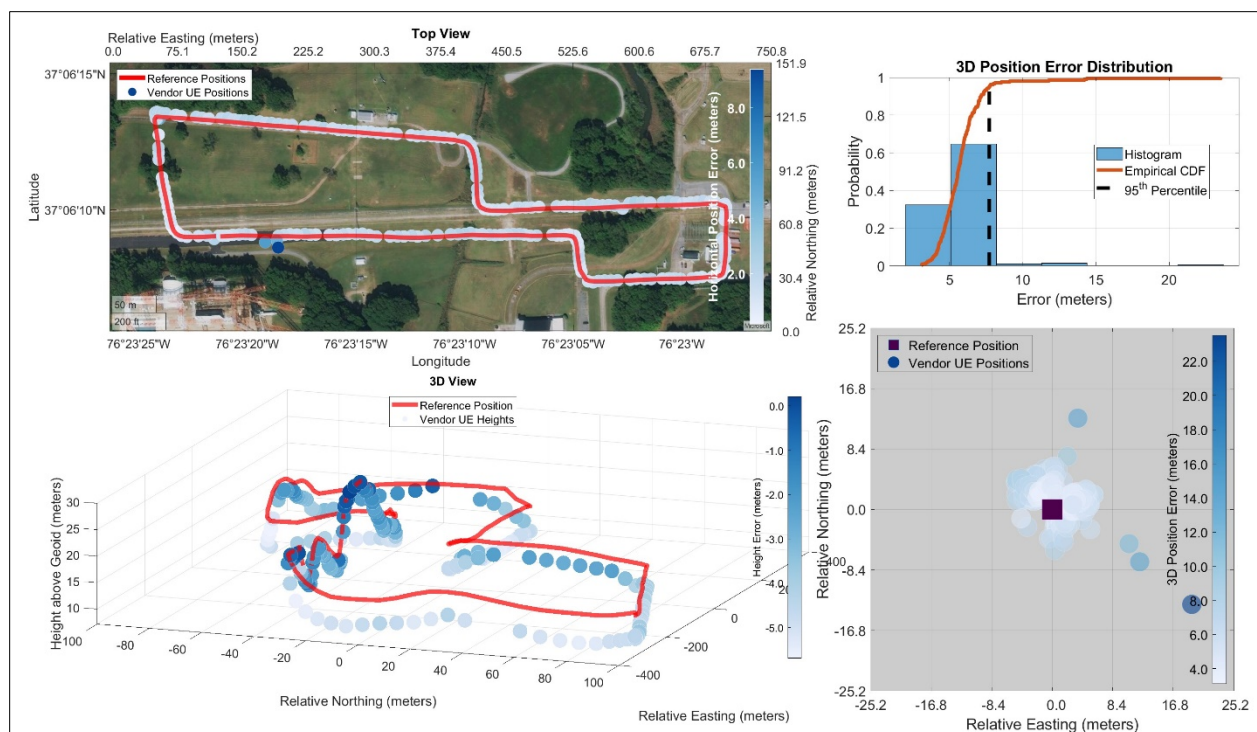 Relative Easting (meters)
Top View
0.0 75.1 150.2 225.2 300.3 375.4 450.5 525.6 600.6 675.7 750.8
37°06'15"N
37°06'10"N
Latitude
Reference Positions
Vendor UE Positions
Horizontal Position Error (meters)
8.0
6.0
4.0
2.0
151.9
121.5
91.2
60.8
30.4
0.0
Relative Northing (meters)
50 m
200 ft
Microsoft
76°23'25"W 76°23'20"W 76°23'15"W 76°23'10"W 76°23'05"W 76°23'W
Longitude
3D Position Error Distribution
Probability
1
0.8
0.6
0.4
0.2
0
Histogram
Empirical CDF
95th Percentile
5 10 15 20
Error (meters)
3D View
Reference Position
Vendor UE Heights
Height above Geoid (meters)
30
25
20
15
10
100 80 60 40 20 0 -20 -40 -60 -80 100
Relative Northing (meters)
-400
-200
0
Relative Easting (meters)
Height Error (meters)
0.0
-1.0
-2.0
-3.0
-4.0
-5.0
Reference Position
Vendor UE Positions
25.2
16.8
8.4
0.0
-8.4
-16.8
-25.2
Relative Northing (meters)
3D Position Error (meters)
22.0
20.0
18.0
16.0
14.0
12.0
10.0
8.0
6.0
4.0
-25.2 -16.8 -8.4 0.0 8.4 16.8 25.2
Relative Easting (meters)